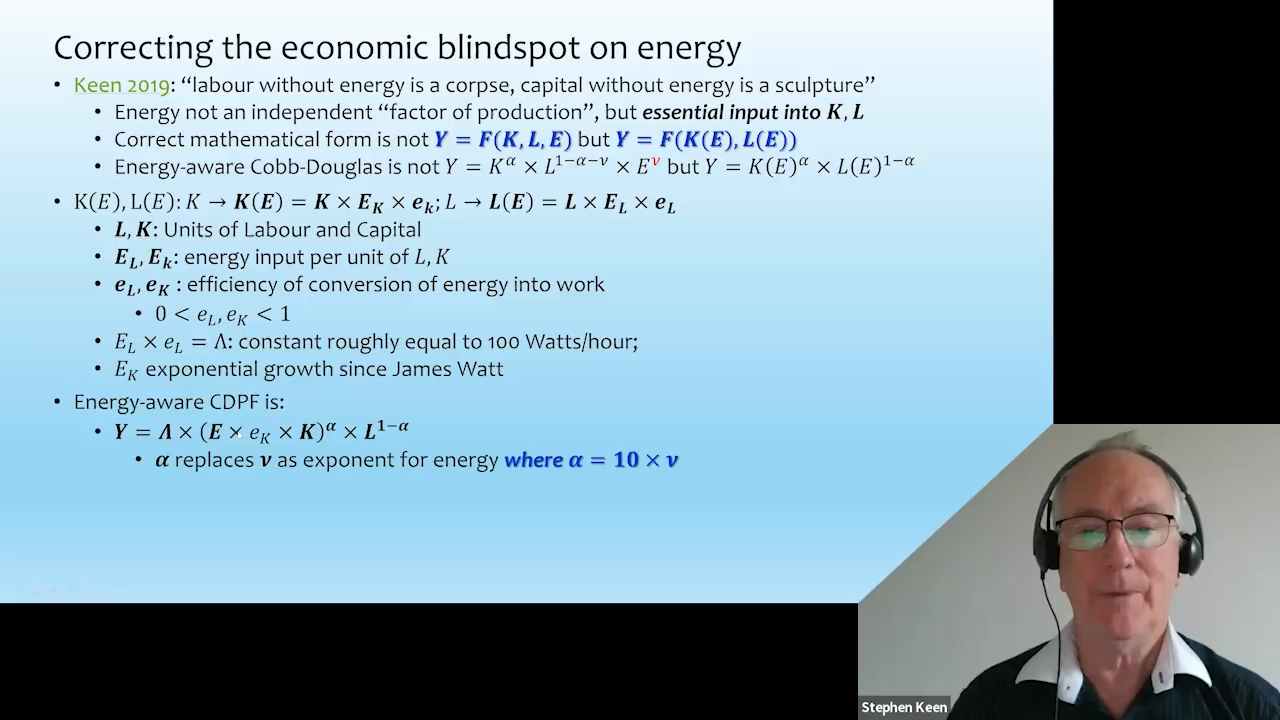 Correcting the economic blindspot on energy
• Keen 2019: “labour without energy is a corpse, capital without energy is a sculpture”
• Energy not an independent “factor of production”, but essential input into K, L
• Correct mathematical form is not Y = F(K, L, E) but Y = F(K(E), L(E))
• Energy-aware Cobb-Douglas is not Y = K^α × L^{1−α−ν} × E^ν but Y = K(E)^α × L(E)^{1−α}
• K(E), L(E): K → K(E) = K × E_K × e_k; L → L(E) = L × E_L × e_L
• L, K: Units of Labour and Capital
• E_L, E_k: energy input per unit of L, K
• e_L, e_K : efficiency of conversion of energy into work
• 0 < e_L, e_K < 1
• E_L × e_L = Λ: constant roughly equal to 100 Watts/hour;
• E_K exponential growth since James Watt
• Energy-aware CDPF is:
• Y = Λ × (E × e_K × K)^α × L^{1−α}
• α replaces ν as exponent for energy where α = 10 × ν
Stephen Keen